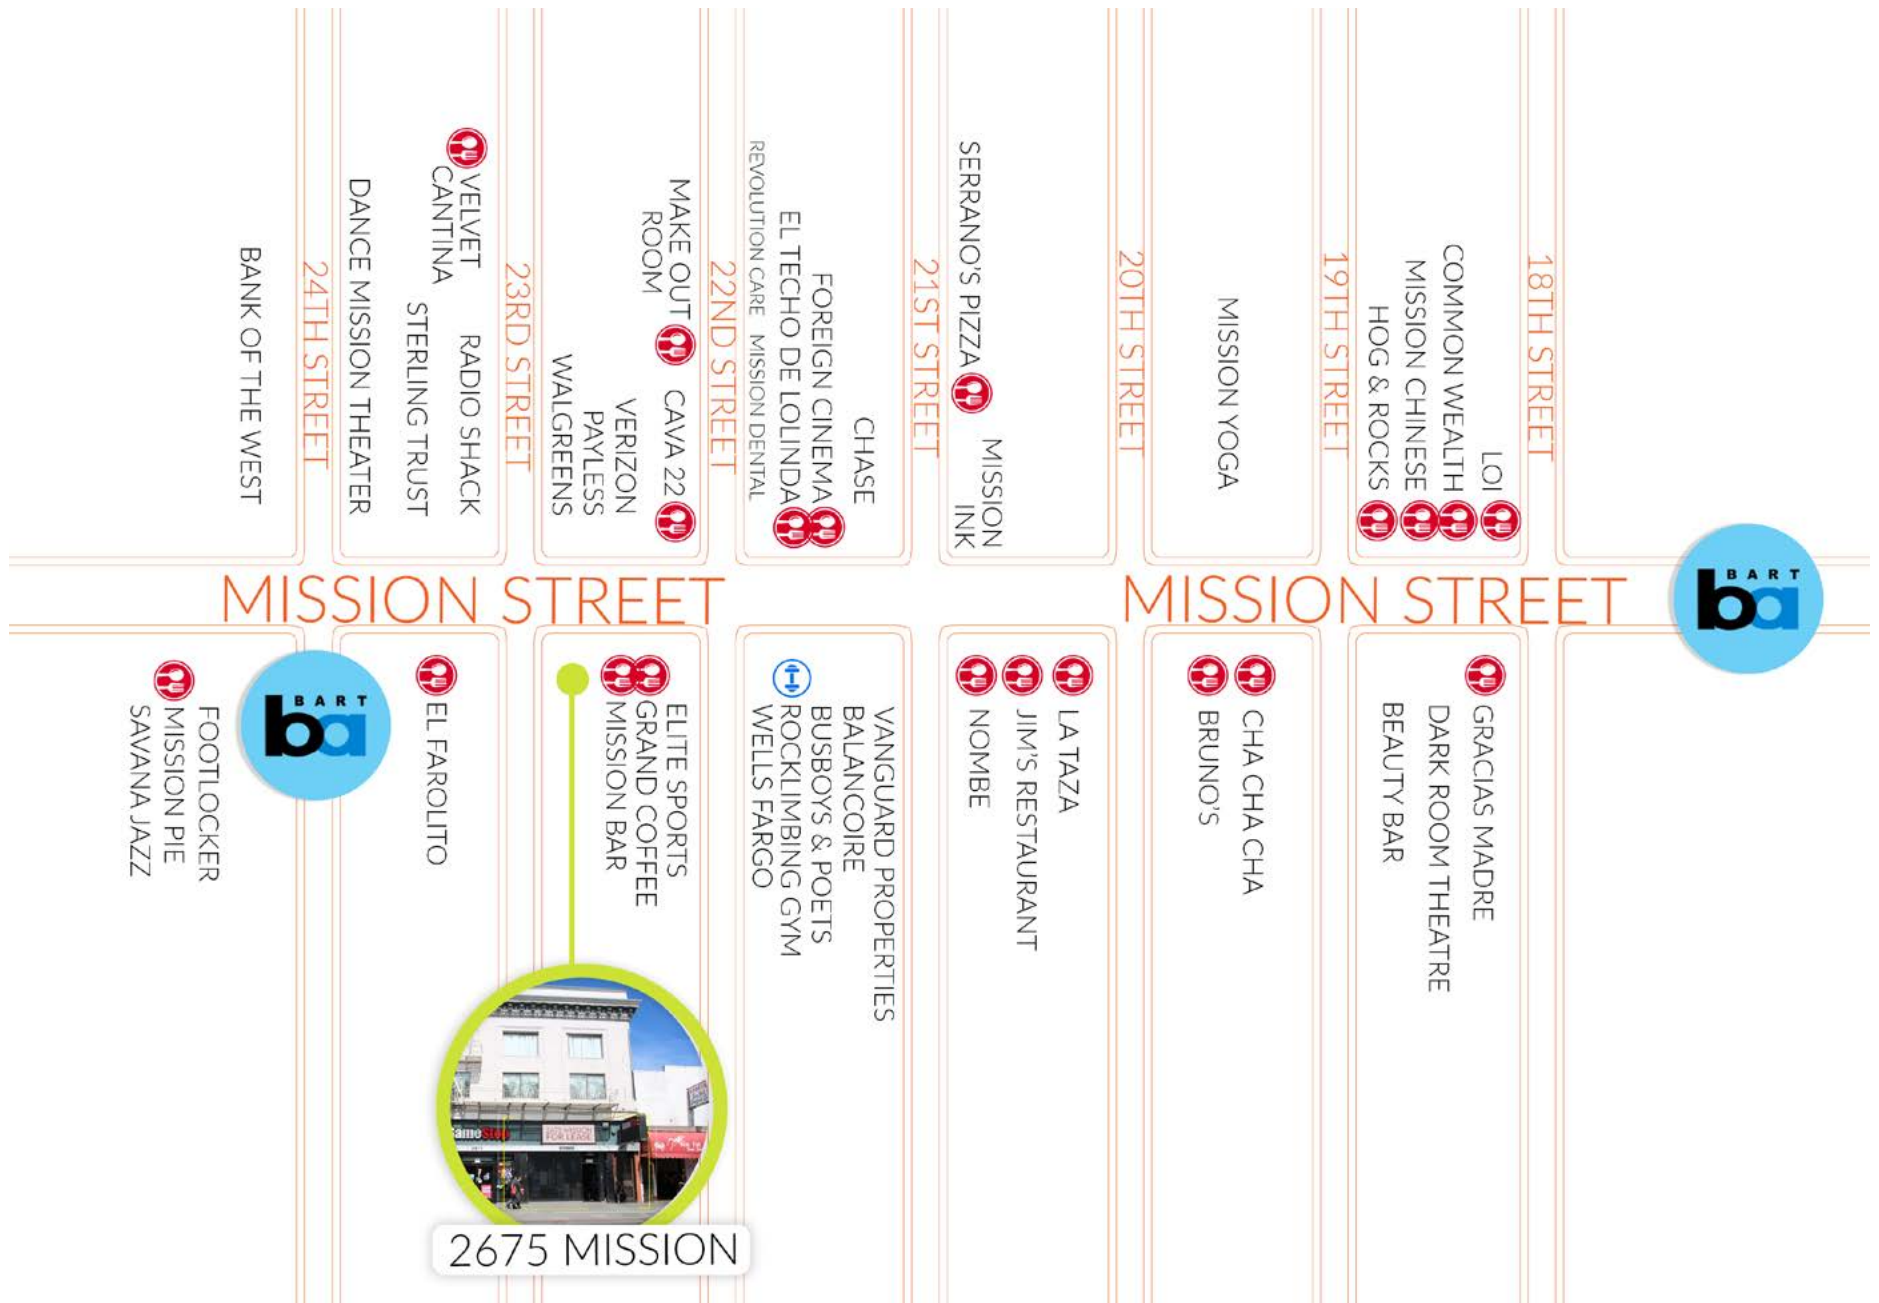 BANK OF THE WEST
24TH STREET
DANCE MISSION THEATER
VELVET
CANTINA
RADIO SHACK
STERLING TRUST
23RD STREET
WALGREENS
PAYLESS
VERIZON
MAKE OUT
ROOM
CAVA 22
22ND STREET
REVOLUTION CARE MISSION DENTAL
EL TECHO DE LOLINDA
FOREIGN CINEMA
CHASE
21ST STREET
SERRANO'S PIZZA
MISSION
INK
20TH STREET
MISSION YOGA
19TH STREET
HOG & ROCKS
MISSION CHINESE
COMMON WEALTH
LOI
18TH STREET
MISSION STREET
MISSION STREET
BART
ba
SAVANA JAZZ
MISSION PIE
FOOTLOCKER
BART
ba
EL FAROLITO
MISSION BAR
GRAND COFFEE
ELITE SPORTS
WELLS FARGO
ROCKLIMBING GYM
BUSBOYS & POETS
BALANCOIRE
VANGUARD PROPERTIES
NOMBE
JIM'S RESTAURANT
LA TAZA
BRUNO'S
CHA CHA CHA
BEAUTY BAR
DARK ROOM THEATRE
GRACIAS MADRE
GameStop
FOR LEASE
2675 MISSION